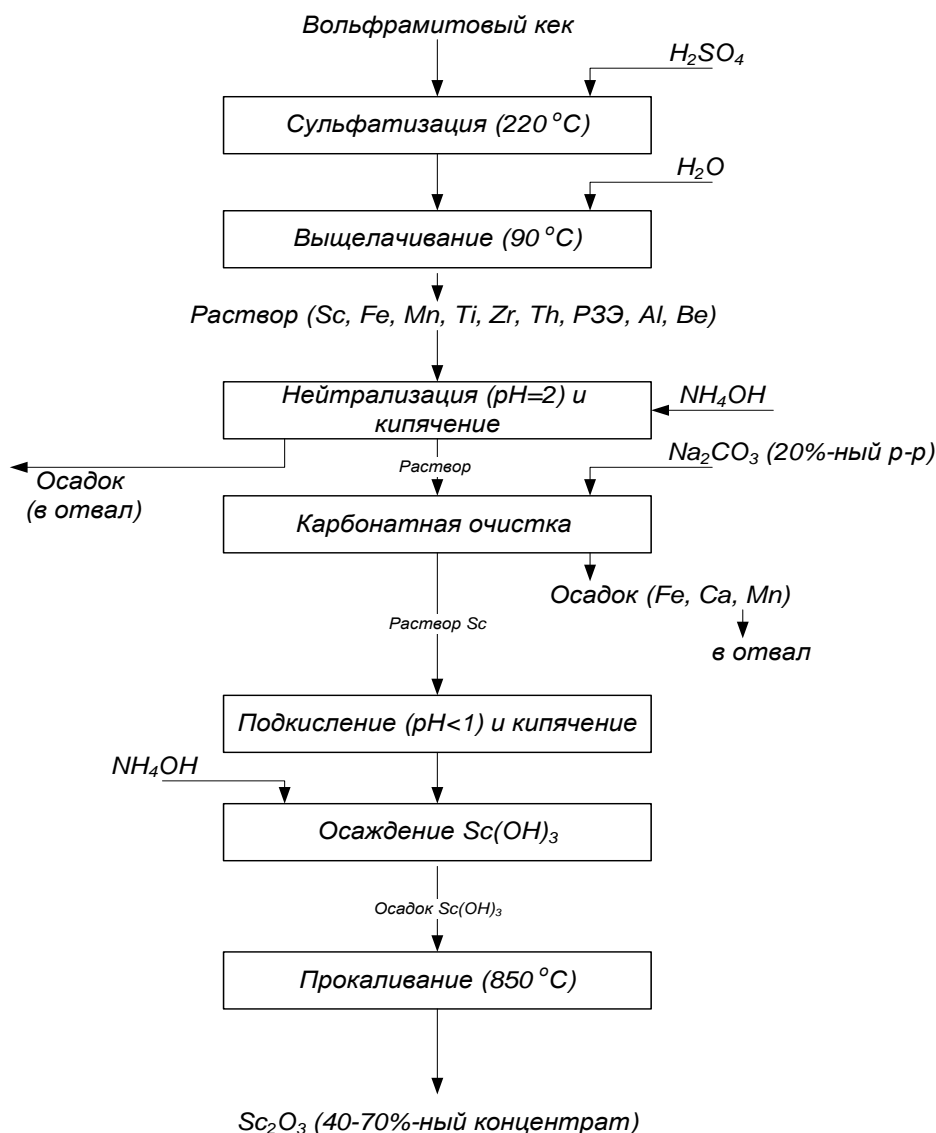 Вольфрамитовый кек
H₂SO₄
Сульфатизация (220 °C)
H₂O
Выщелачивание (90 °C)
Раствор (Sc, Fe, Mn, Ti, Zr, Th, РЗЭ, Al, Be)
Нейтрализация (pH=2) и
кипячение
NH₄OH
Осадок
(в отвал)
Раствор
Na₂CO₃ (20%-ный р-р)
Карбонатная очистка
Осадок (Fe, Ca, Mn)
Раствор Sc
в отвал
Подкисление (pH<1) и кипячение
NH₄OH
Осаждение Sc(OH)₃
Осадок Sc(OH)₃
Прокаливание (850 °C)
Sc₂O₃ (40-70%-ный концентрат)